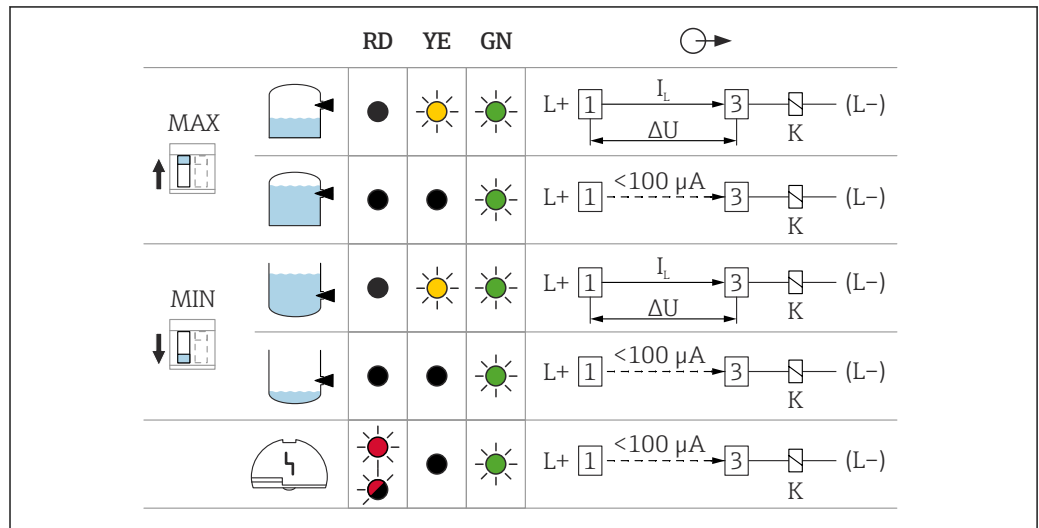 RD YE GN
MAX
L+ 1 I_L 3 (L−)
ΔU K
L+ 1 <100 µA 3 (L−)
K
MIN
L+ 1 I_L 3 (L−)
ΔU K
L+ 1 <100 µA 3 (L−)
K
L+ 1 <100 µA 3 (L−)
K